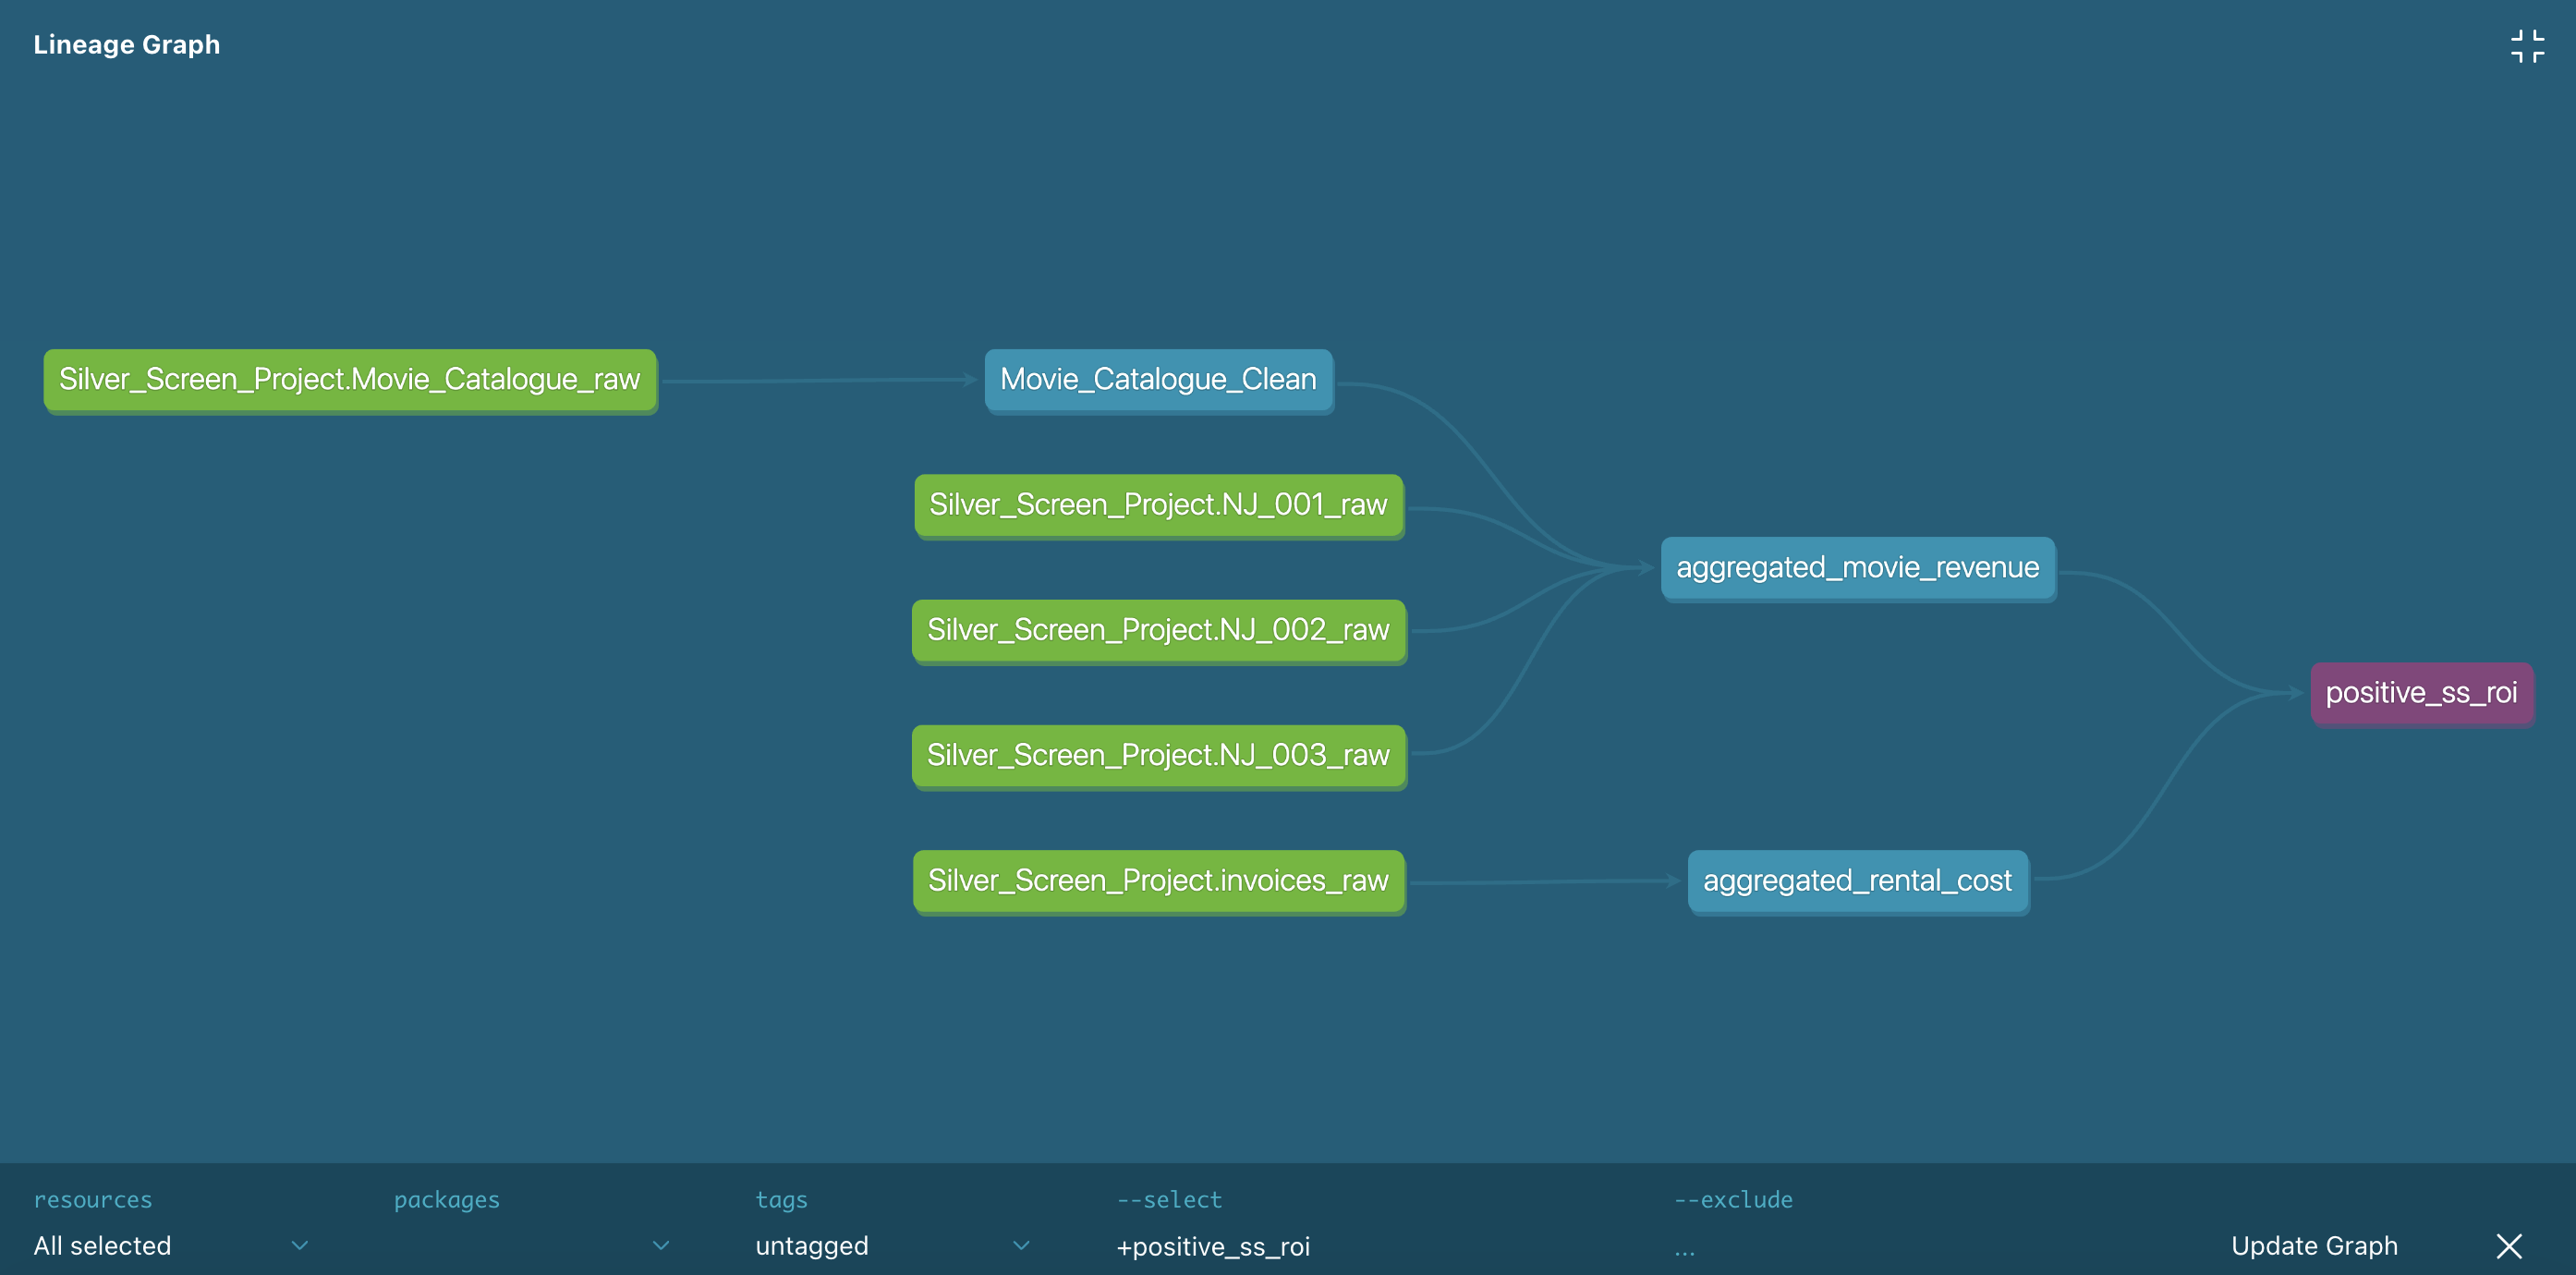 Lineage Graph
Silver_Screen_Project.Movie_Catalogue_raw
Movie_Catalogue_Clean
Silver_Screen_Project.NJ_001_raw
aggregated_movie_revenue
Silver_Screen_Project.NJ_002_raw
positive_ss_roi
Silver_Screen_Project.NJ_003_raw
Silver_Screen_Project.invoices_raw
aggregated_rental_cost
resources
packages
tags
--select
--exclude
All selected
untagged
+positive_ss_roi
...
Update Graph